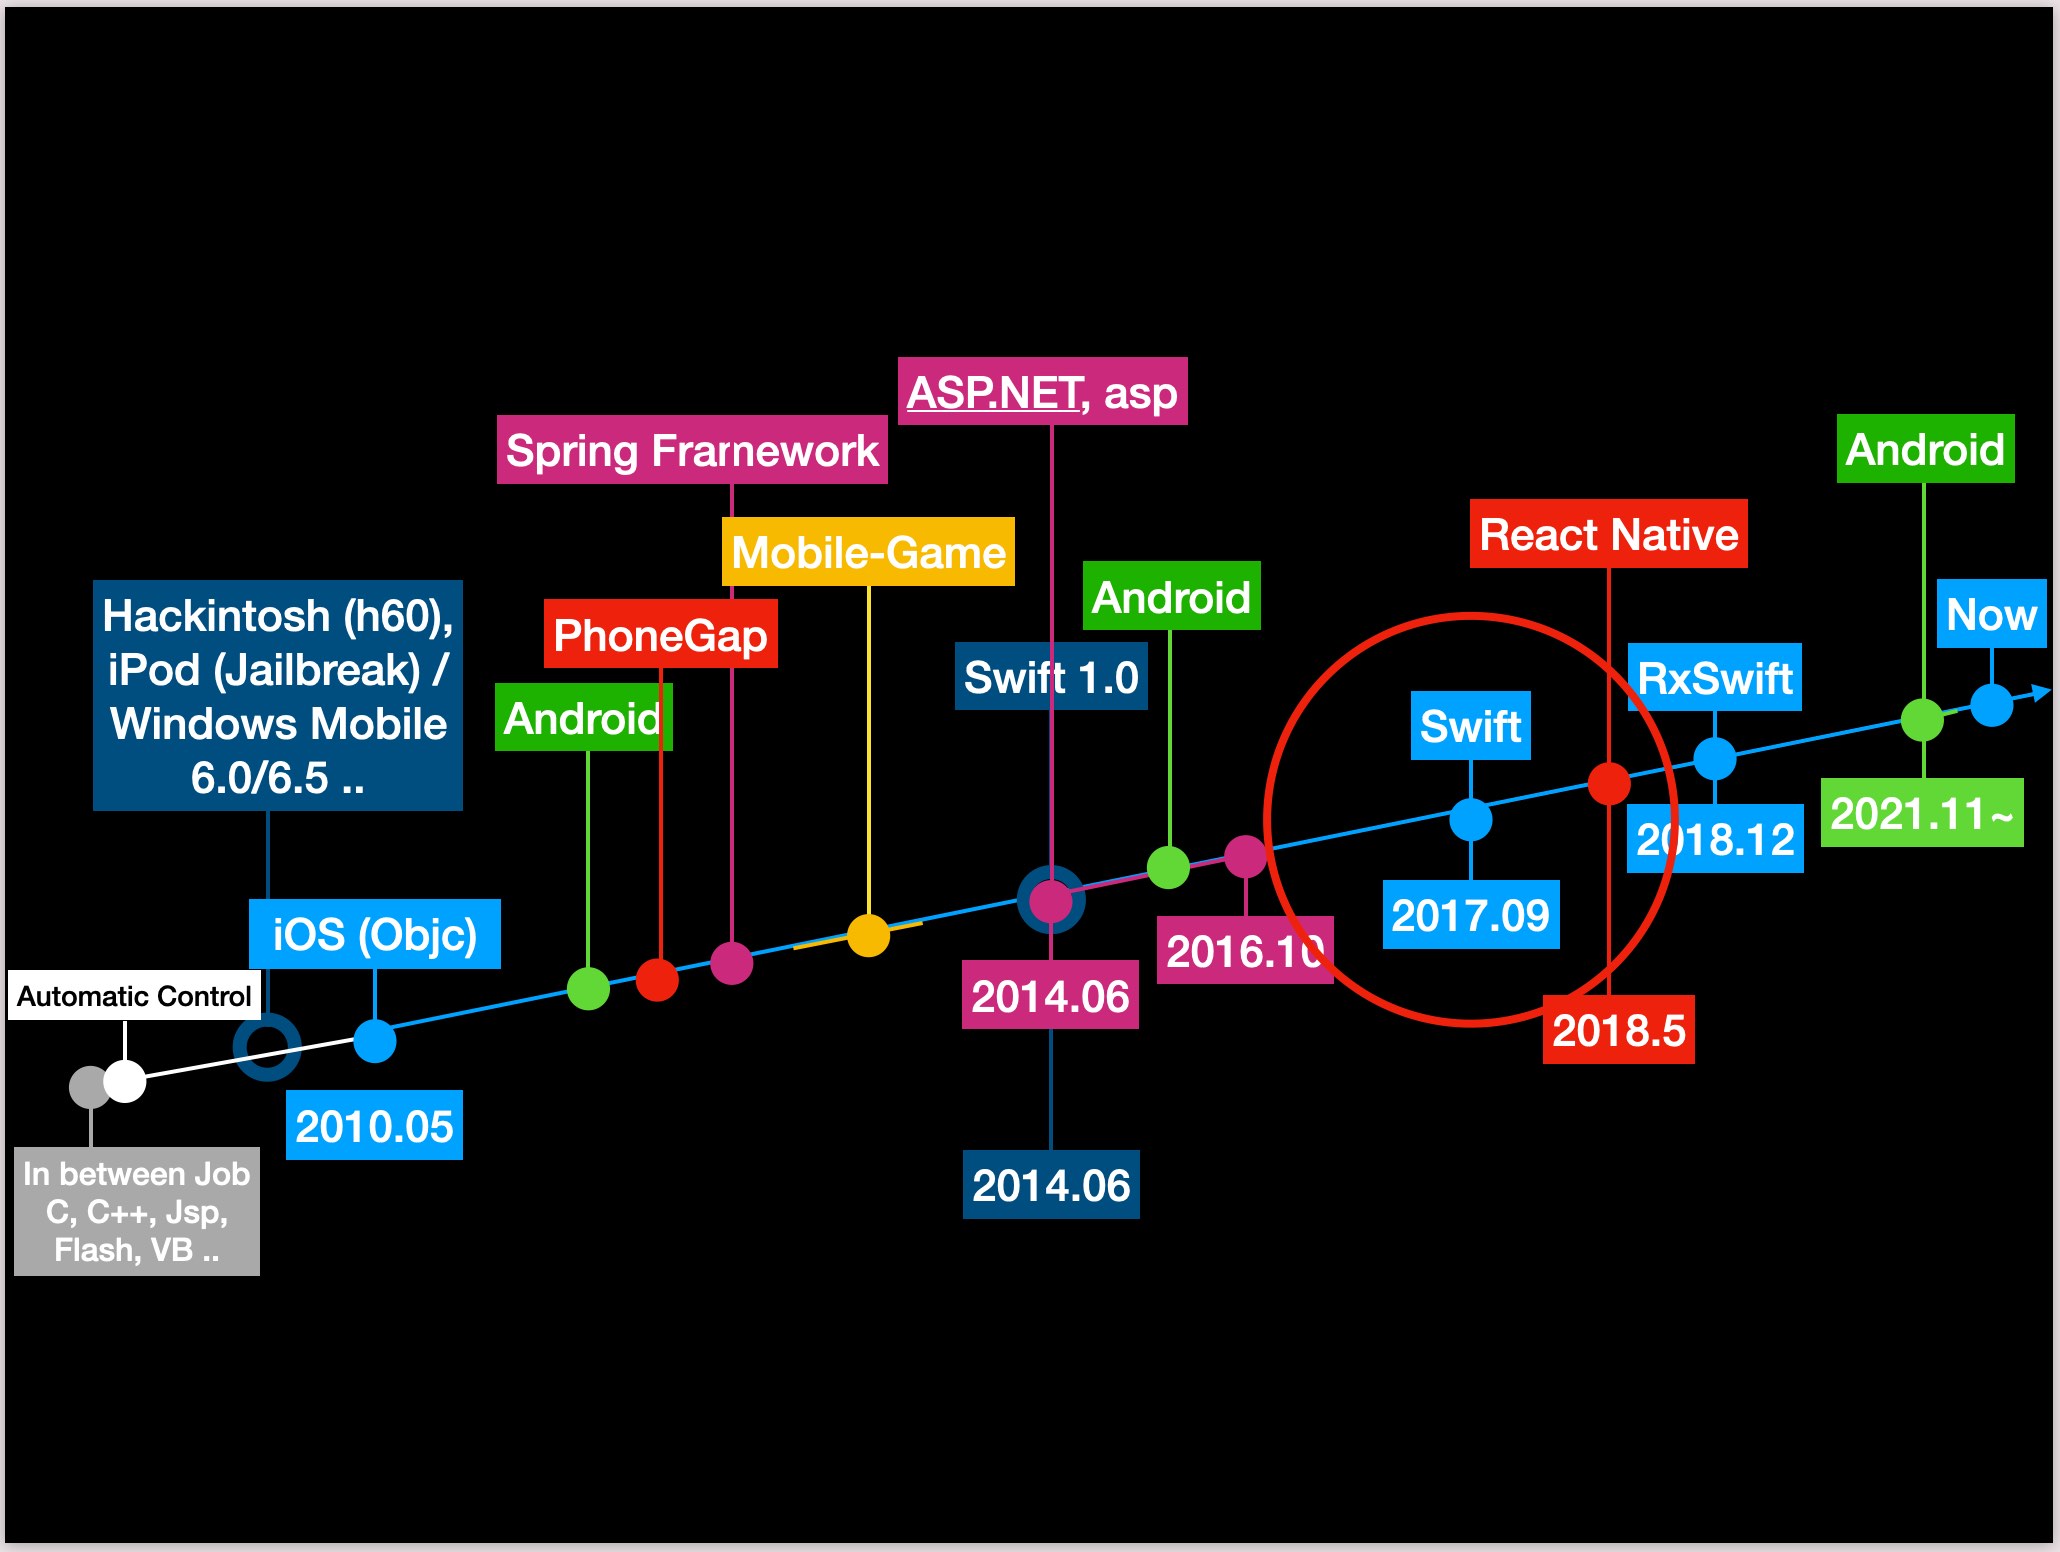 ASP.NET, asp
Spring Framework
Android
React Native
Mobile-Game
Android
Now
Hackintosh (h60),
iPod (Jailbreak) /
Windows Mobile
6.0/6.5 ..
PhoneGap
Swift 1.0
RxSwift
Android
Swift
2021.11~
2018.12
iOS (Objc)
2017.09
2016.10
Automatic Control
2014.06
2018.5
2010.05
In between Job
C, C++, Jsp,
Flash, VB ..
2014.06